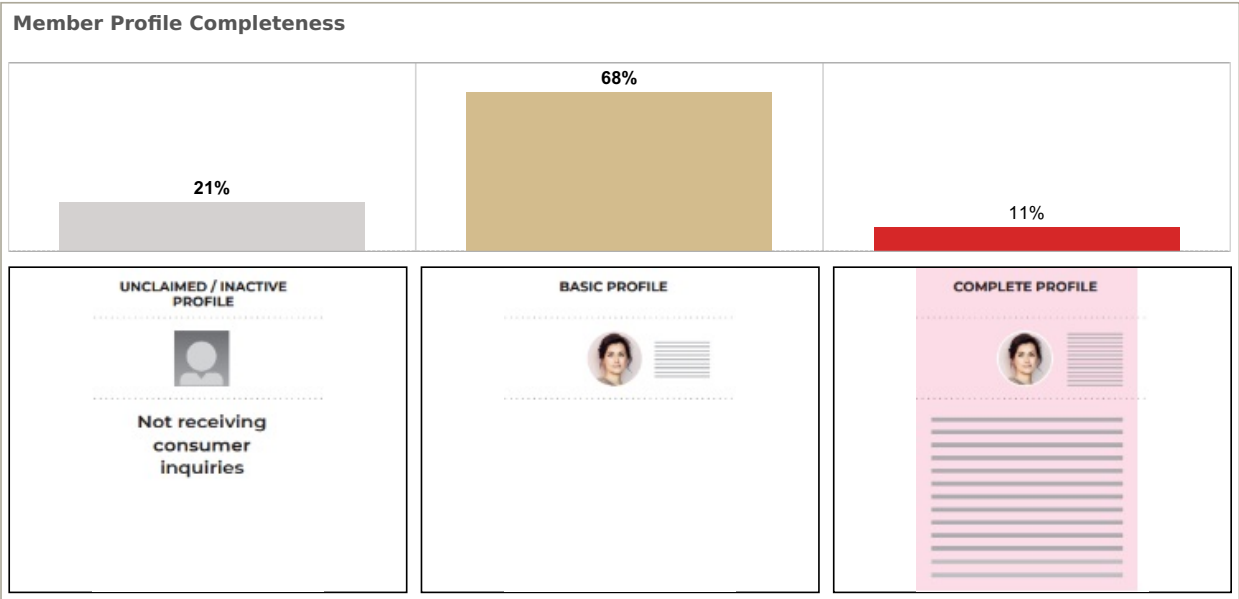 Member Profile Completeness
68%
21%
11%
UNCLAIMED / INACTIVE
PROFILE
Not receiving
consumer
inquiries
BASIC PROFILE
COMPLETE PROFILE